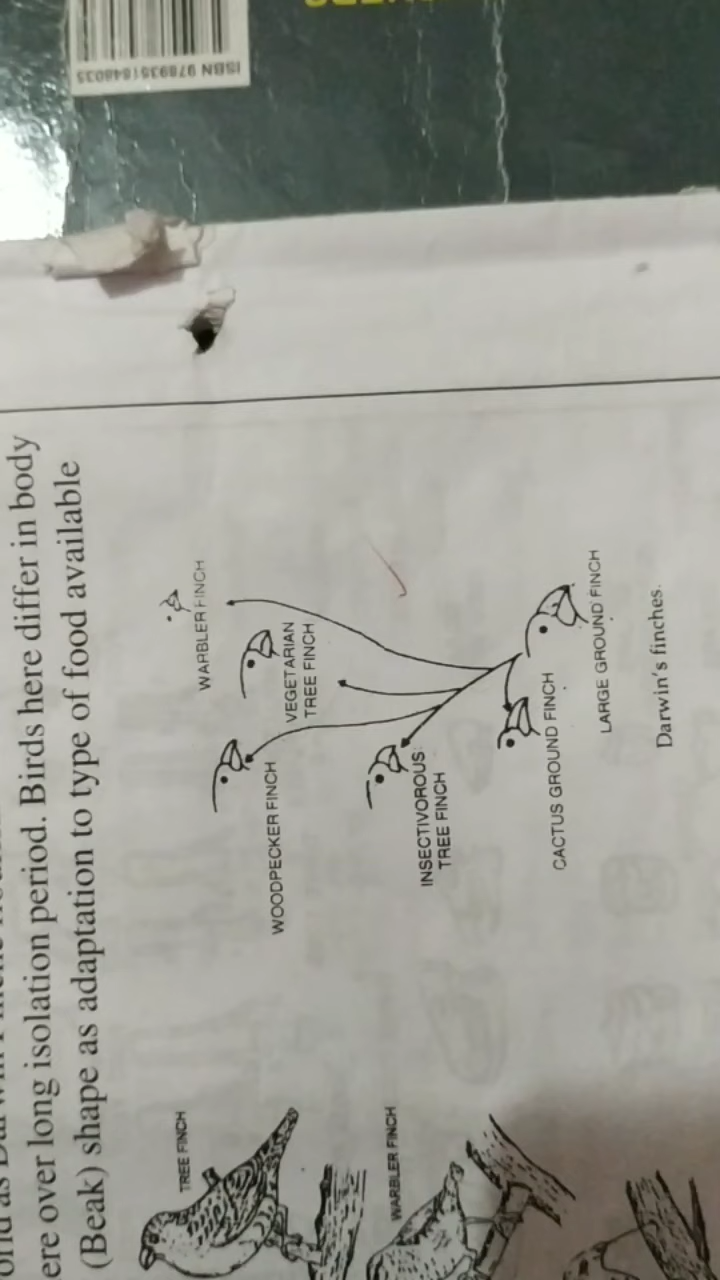 ISBN 9789351848035
ere over long isolation period. Birds here differ in body
(Beak) shape as adaptation to type of food available
TREE FINCH
WARBLER FINCH
WARBLER FINCH
VEGETARIAN
TREE FINCH
WOODPECKER FINCH
INSECTIVOROUS
TREE FINCH
CACTUS GROUND FINCH
LARGE GROUND FINCH
Darwin's finches.